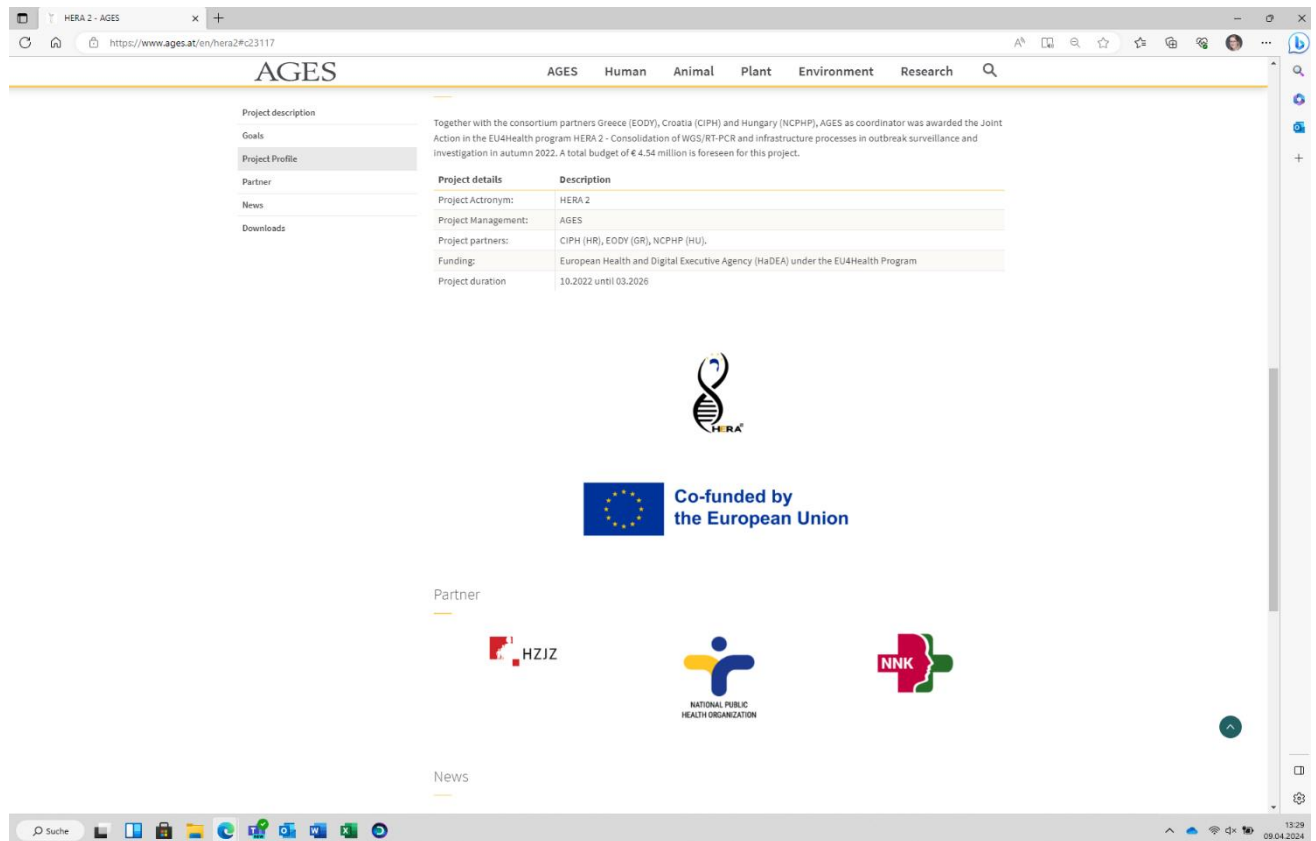 HERA 2 - AGES
https://www.ages.at/en/hera2#c23117
AGES
AGES Human Animal Plant Environment Research
Project description
Goals
Project Profile
Partner
News
Downloads
Together with the consortium partners Greece (EODY), Croatia (CIPH) and Hungary (NCPHP), AGES as coordinator was awarded the Joint
Action in the EU4Health program HERA 2 - Consolidation of WGS/RT-PCR and infrastructure processes in outbreak surveillance and
investigation in autumn 2022. A total budget of € 4.54 million is foreseen for this project.
Project details Description
Project Actronym: HERA 2
Project Management: AGES
Project partners: CIPH (HR), EODY (GR), NCPHP (HU).
Funding: European Health and Digital Executive Agency (HaDEA) under the EU4Health Program
Project duration 10.2022 until 03.2026
HERA²
Co-funded by
the European Union
Partner
HZJZ
NATIONAL PUBLIC
HEALTH ORGANIZATION
NNK
News
Suche
13:29
09.04.2024